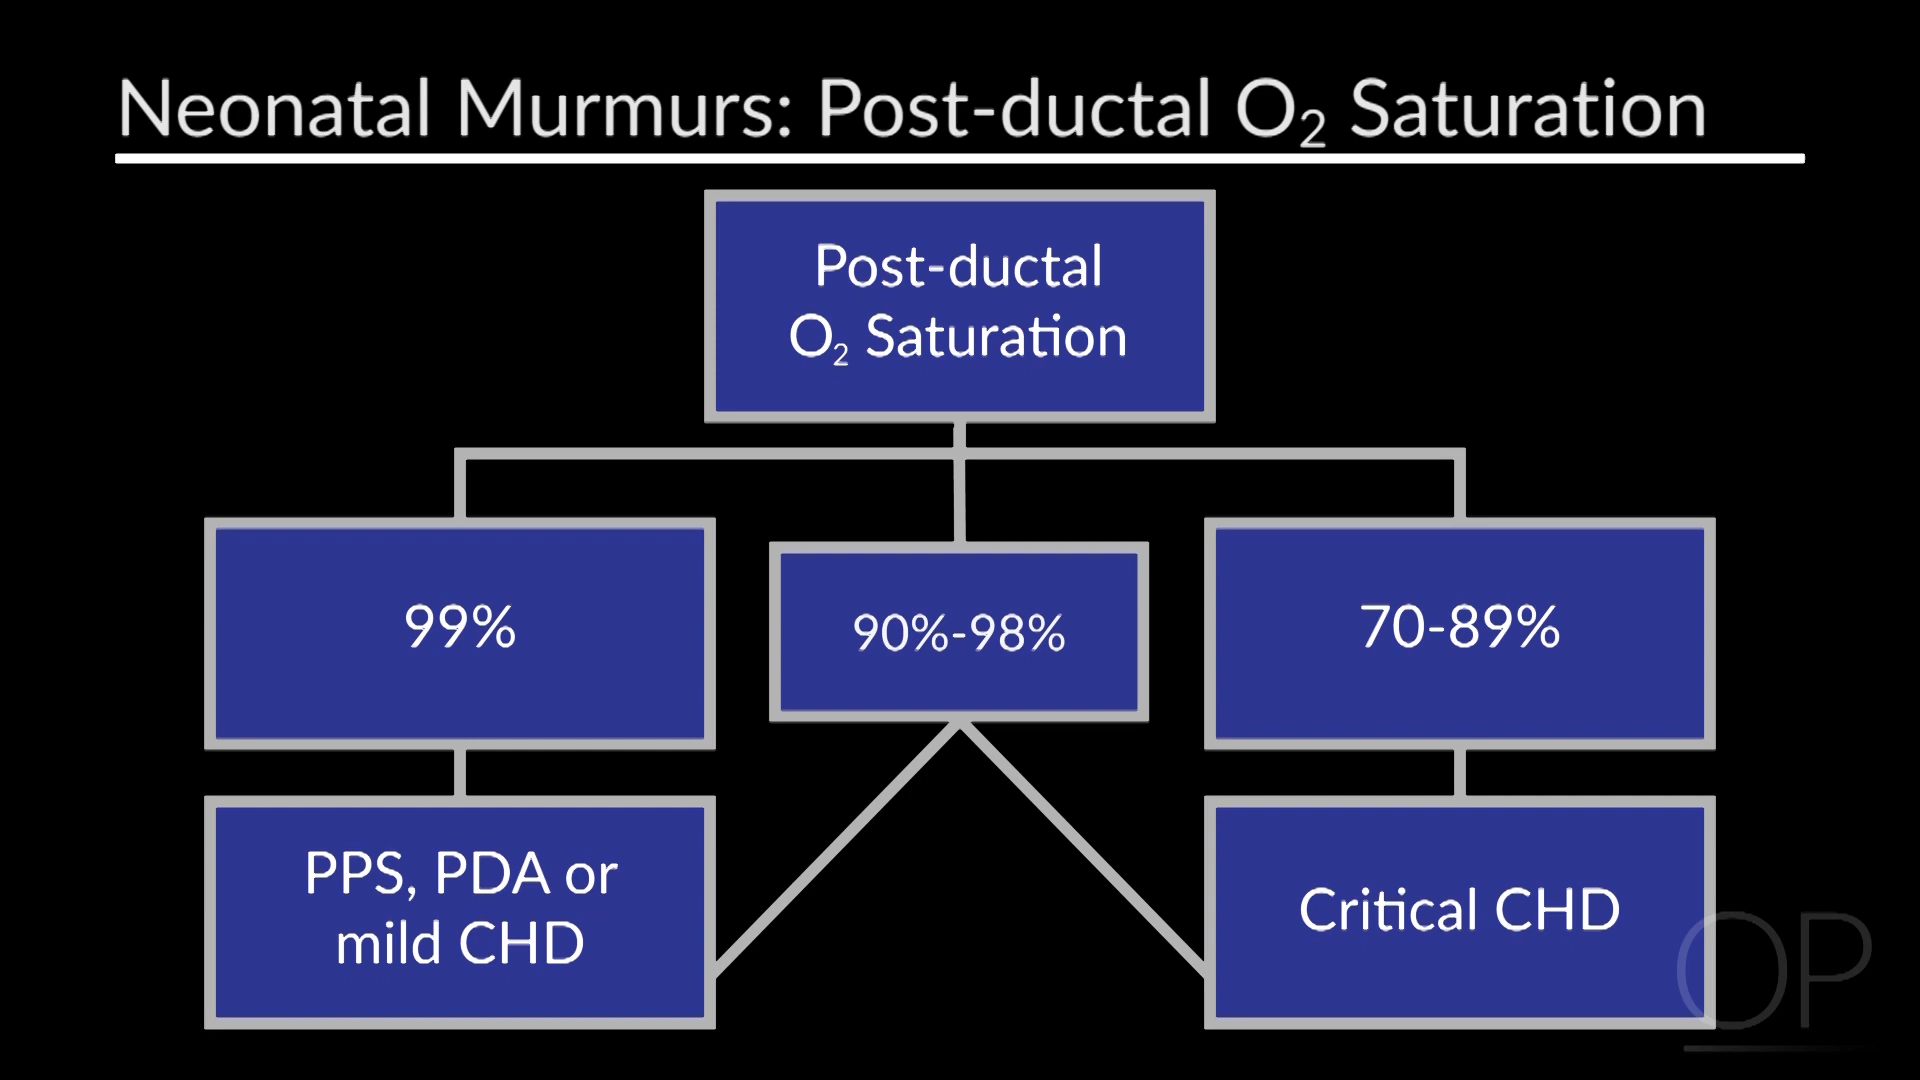 Neonatal Murmurs: Post-ductal O₂ Saturation
Post-ductal
O₂ Saturation
99%
90%-98%
70-89%
PPS, PDA or
mild CHD
Critical CHD
OP